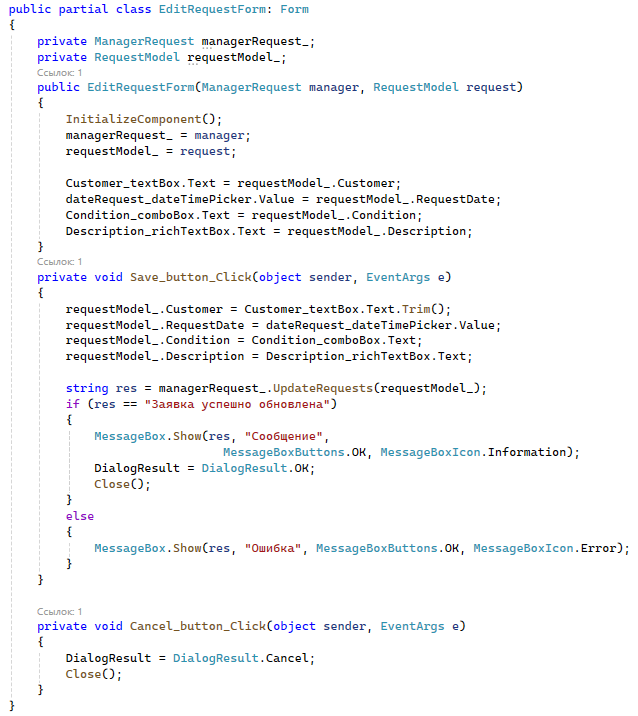 public partial class EditRequestForm: Form
{
private ManagerRequest managerRequest_;
private RequestModel requestModel_;
Ссылок: 1
public EditRequestForm(ManagerRequest manager, RequestModel request)
{
InitializeComponent();
managerRequest_ = manager;
requestModel_ = request;
Customer_textBox.Text = requestModel_.Customer;
dateRequest_dateTimePicker.Value = requestModel_.RequestDate;
Condition_comboBox.Text = requestModel_.Condition;
Description_richTextBox.Text = requestModel_.Description;
}
Ссылок: 1
private void Save_button_Click(object sender, EventArgs e)
{
requestModel_.Customer = Customer_textBox.Text.Trim();
requestModel_.RequestDate = dateRequest_dateTimePicker.Value;
requestModel_.Condition = Condition_comboBox.Text;
requestModel_.Description = Description_richTextBox.Text;
string res = managerRequest_.UpdateRequests(requestModel_);
if (res == "Заявка успешно обновлена")
{
MessageBox.Show(res, "Сообщение",
MessageBoxButtons.OK, MessageBoxIcon.Information);
DialogResult = DialogResult.OK;
Close();
}
else
{
MessageBox.Show(res, "Ошибка", MessageBoxButtons.OK, MessageBoxIcon.Error);
}
}
Ссылок: 1
private void Cancel_button_Click(object sender, EventArgs e)
{
DialogResult = DialogResult.Cancel;
Close();
}
}